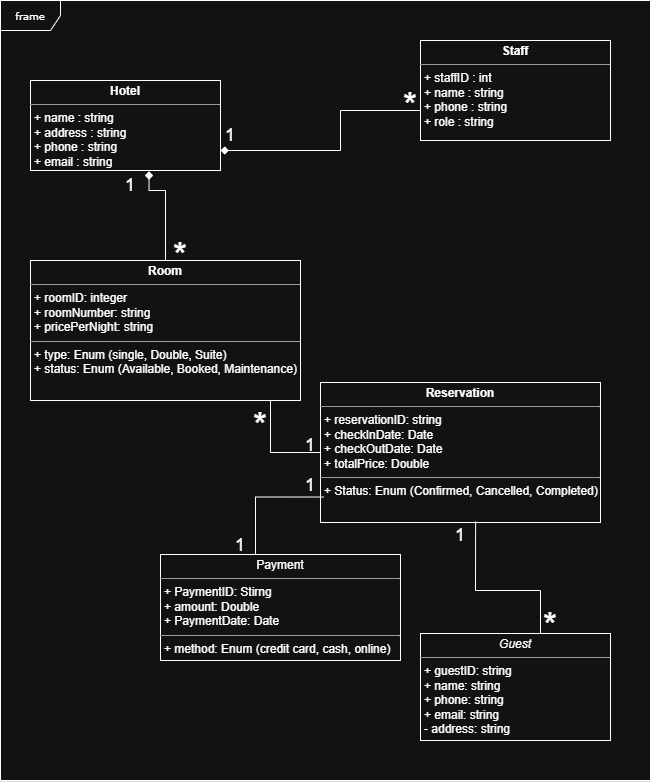 frame
Staff
+ staffID : int
+ name : string
+ phone : string
+ role : string
Hotel
+ name : string
+ address : string
+ phone : string
+ email : string
1
*
1
*
Room
+ roomID: integer
+ roomNumber: string
+ pricePerNight: string
+ type: Enum (single, Double, Suite)
+ status: Enum (Available, Booked, Maintenance)
*
1
Reservation
+ reservationID: string
+ checkInDate: Date
+ checkOutDate: Date
+ totalPrice: Double
+ Status: Enum (Confirmed, Cancelled, Completed)
1
1
Payment
+ PaymentID: Stirng
+ amount: Double
+ PaymentDate: Date
+ method: Enum (credit card, cash, online)
1
*
Guest
+ guestID: string
+ name: string
+ phone: string
+ email: string
- address: string